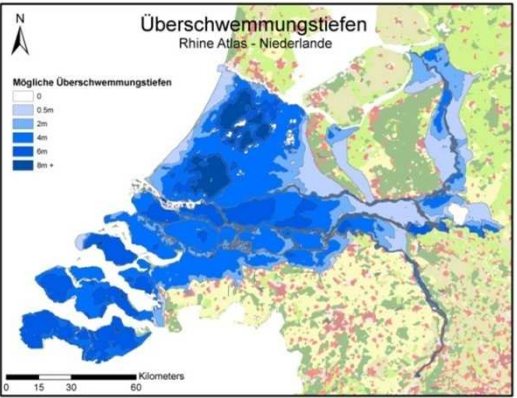 N
Überschwemmungstiefen
Rhine Atlas - Niederlande
Mögliche Überschwemmungstiefen
0
0.5m
2m
4m
6m
8m +
Kilometers
0 15 30 60